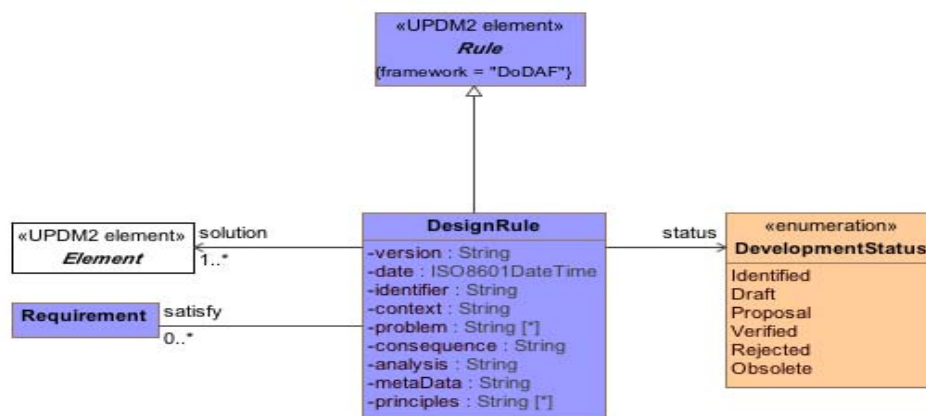 «UPDM2 element»
Rule
{framework = "DoDAF"}
«UPDM2 element»
Element
solution
1..*
Requirement
satisfy
0..*
DesignRule
-version : String
-date : ISO8601DateTime
-identifier : String
-context : String
-problem : String [*]
-consequence : String
-analysis : String
-metaData : String
-principles : String [*]
status
«enumeration»
DevelopmentStatus
Identified
Draft
Proposal
Verified
Rejected
Obsolete